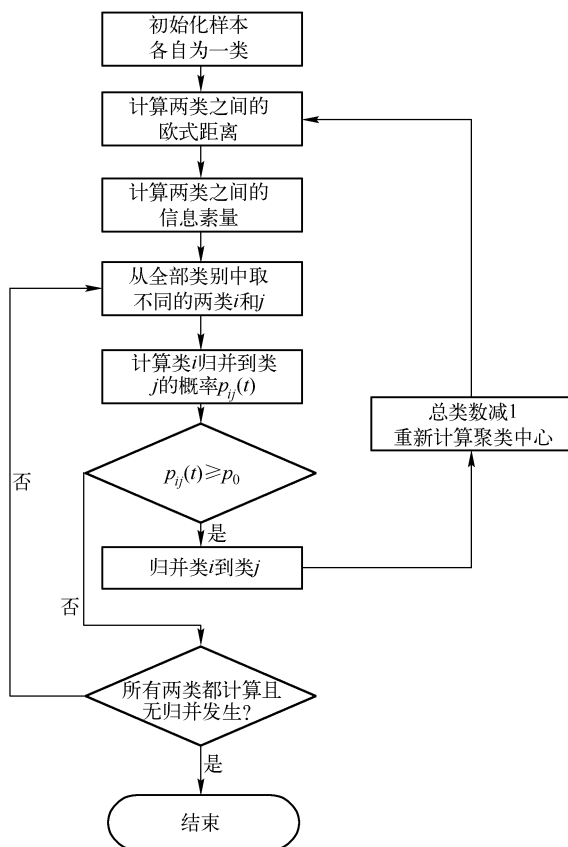 初始化样本
各自为一类
计算两类之间的
欧式距离
计算两类之间的
信息素量
从全部类别中取
不同的两类i和j
计算类i归并到类
j的概率p_{ij}(t)
总类数减1
重新计算聚类中心
p_{ij}(t)≥p_0
否
是
归并类i到类j
否
所有两类都计算且
无归并发生?
是
结束